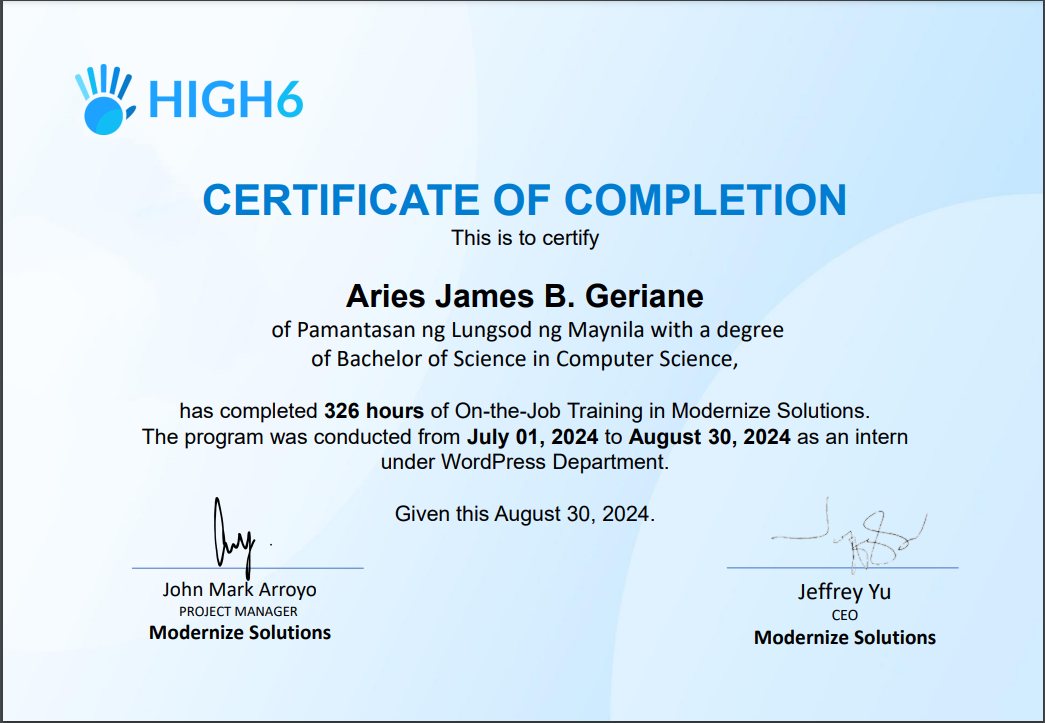 HIGH6
CERTIFICATE OF COMPLETION
This is to certify
Aries James B. Geriane
of Pamantasan ng Lungsod ng Maynila with a degree
of Bachelor of Science in Computer Science,
has completed 326 hours of On-the-Job Training in Modernize Solutions.
The program was conducted from July 01, 2024 to August 30, 2024 as an intern
under WordPress Department.
Given this August 30, 2024.
John Mark Arroyo
PROJECT MANAGER
Modernize Solutions
Jeffrey Yu
CEO
Modernize Solutions